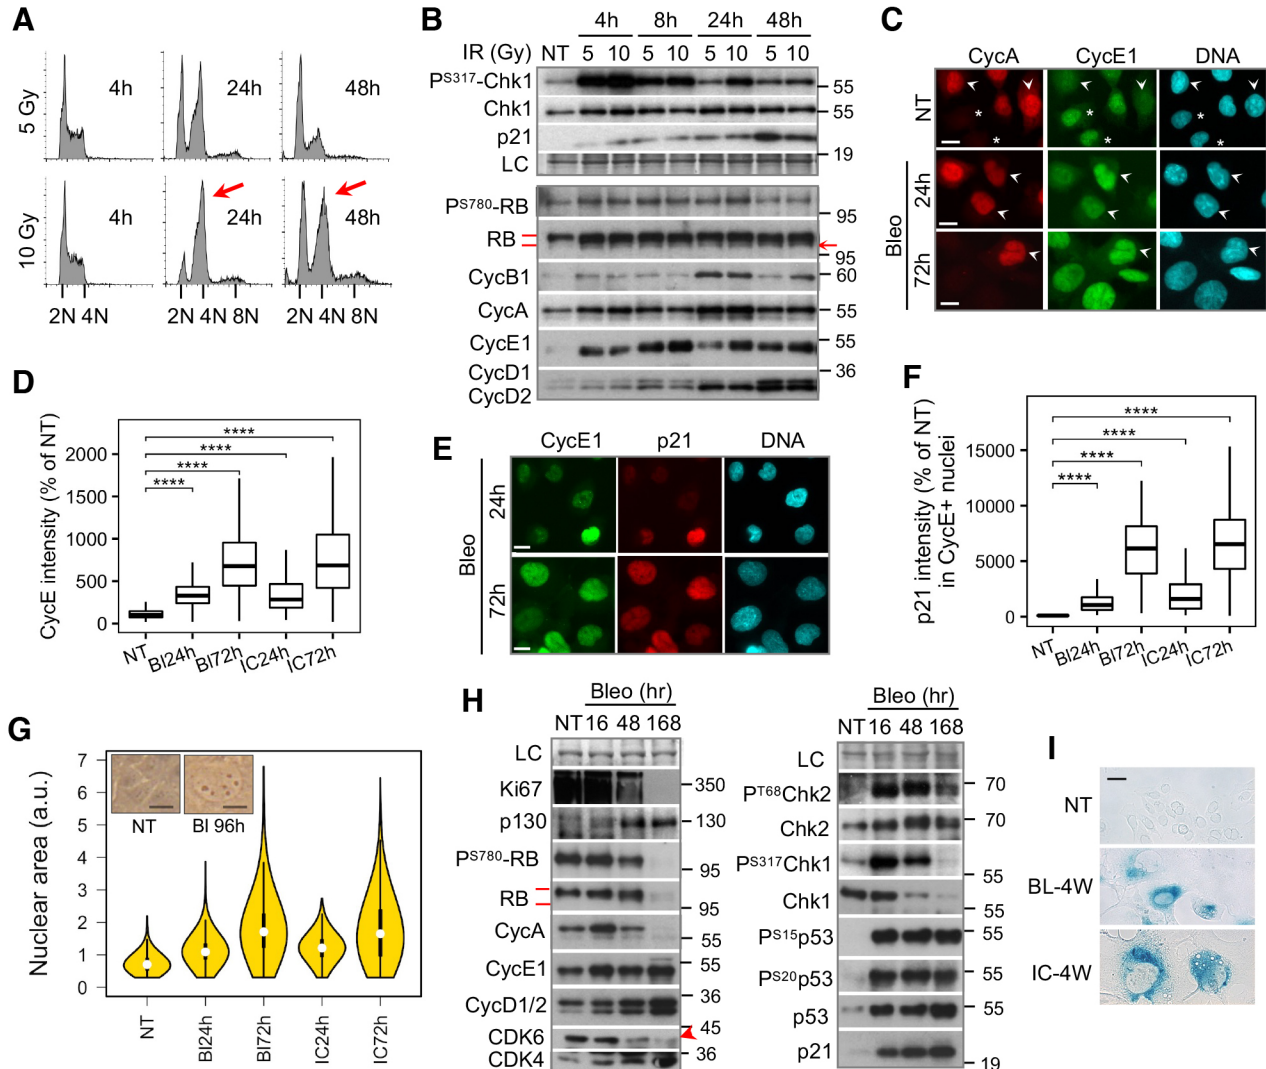 A
5 Gy
4h
24h
48h
10 Gy
4h
24h
48h
2N 4N
2N 4N 8N
2N 4N 8N
B
4h 8h 24h 48h
IR (Gy) NT 5 10 5 10 5 10 5 10
PS317-Chk1
55
Chk1
55
p21
19
LC
PS780-RB
95
RB
95
CycB1
60
CycA
55
CycE1
55
CycD1
36
CycD2
C
CycA CycE1 DNA
NT
* * *
* * *
Bleo
24h
72h
D
CycE intensity (% of NT)
2000
1500
1000
500
0
****
****
****
****
NT BI24h BI72h IC24h IC72h
E
CycE1 p21 DNA
Bleo
24h
72h
F
p21 intensity (% of NT)
in CycE+ nuclei
15000
10000
5000
0
****
****
****
****
NT BI24h BI72h IC24h IC72h
G
Nuclear area (a.u.)
7
6
5
4
3
2
1
0
NT BI 96h
NT BI24h BI72h IC24h IC72h
H
Bleo (hr)
NT 16 48 168
LC
Ki67 350
p130 130
PS780-RB
95
RB
95
CycA
55
CycE1 55
CycD1/2 36
CDK6 45
CDK4 36
Bleo (hr)
NT 16 48 168
LC
PT68Chk2 70
Chk2 70
PS317Chk1
55
Chk1
55
PS15p53 55
PS20p53 55
p53 55
p21
19
I
NT
BL-4W
IC-4W